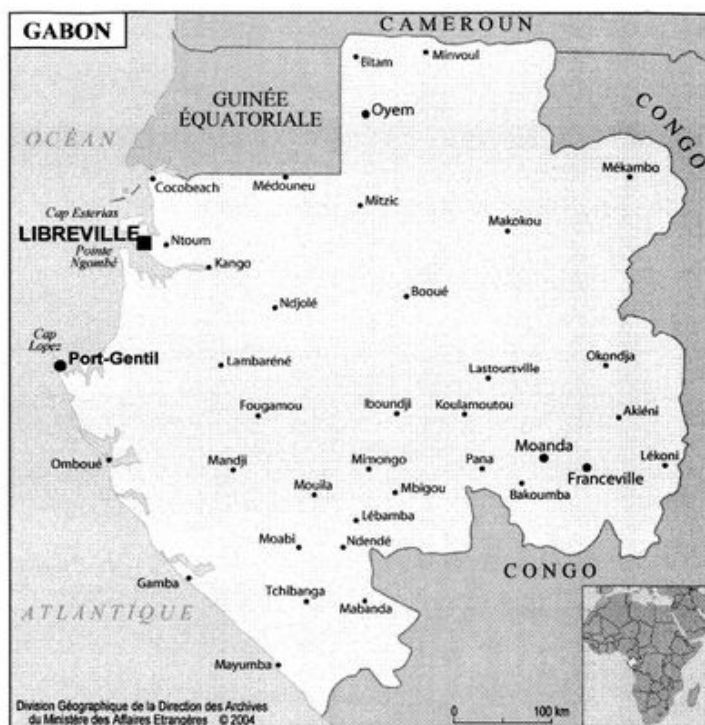 GABON
CAMEROUN
Bitam
Minvoul
GUINÉE
ÉQUATORIALE
Oyem
CONGO
OCÉAN
Cocobeach
Médouneu
Mékambo
Mitzic
Cap Esterias
Makokou
LIBREVILLE
Ntoum
Pointe
Ngombé
Kango
Booué
Ndjolé
Cap
Lopez
Port-Gentil
Lambaréné
Lastoursville
Okondja
Fougamou
Iboundji
Koulamoutou
Akiéni
Moanda
Omboué
Mandji
Mimongo
Pana
Franceville
Lékoni
Mouila
Mbigou
Bakoumba
Lébamba
Moabi
Ndendé
CONGO
Gamba
Tchibanga
Mabanda
ATLANTIQUE
Mayumba
Division Géographique de la Direction des Archives
du Ministère des Affaires Etrangères © 2004
0 100 km